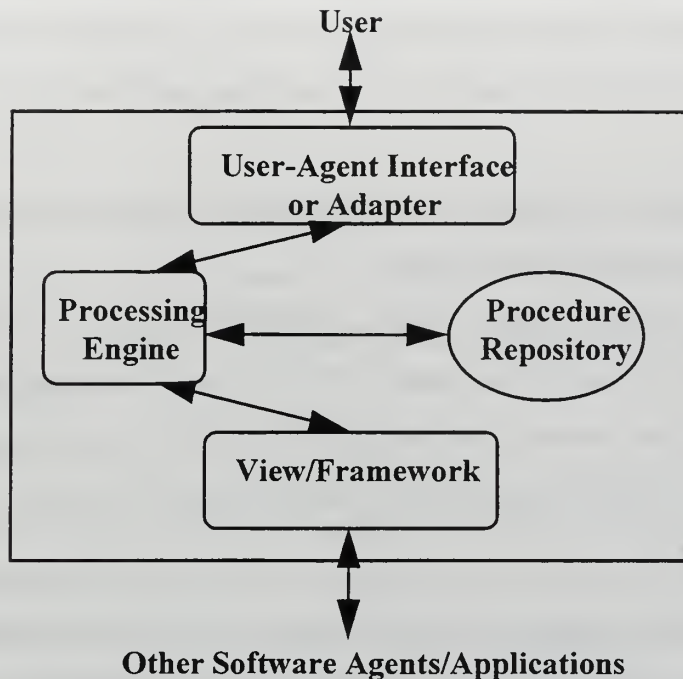 User
User-Agent Interface
or Adapter
Processing
Engine
Procedure
Repository
View/Framework
Other Software Agents/Applications